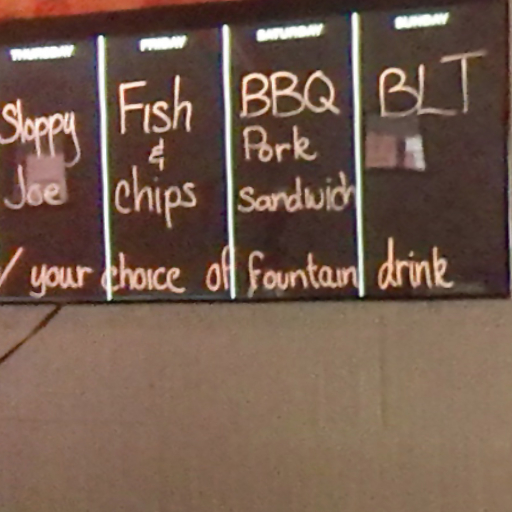 THURSDAY FRIDAY SATURDAY SUNDAY
Sloppy Joe
Fish & Chips
BBQ Pork Sandwich
BLT
/ your choice of fountain drink